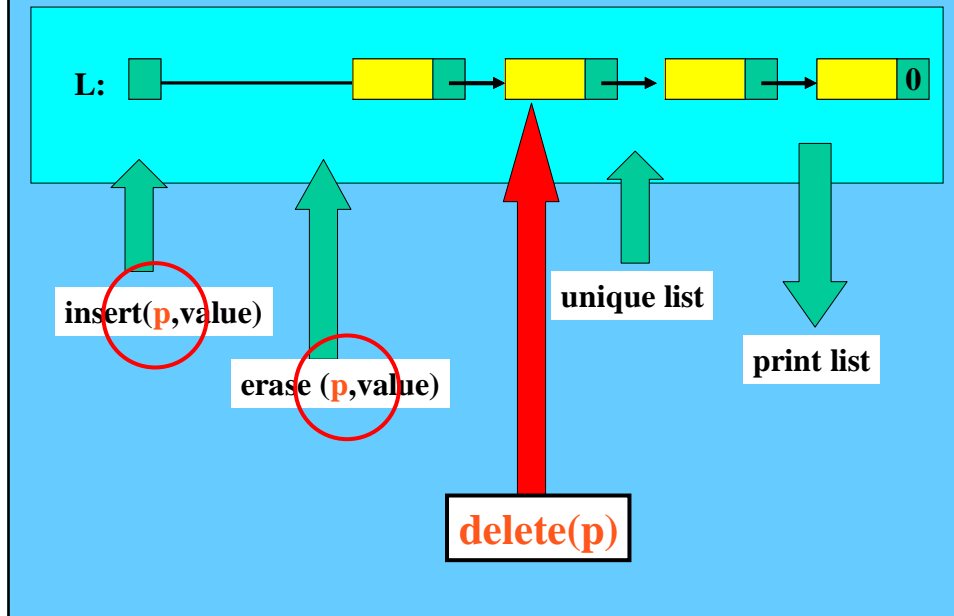 L:
0
insert(p,value)
unique list
print list
erase (p,value)
delete(p)